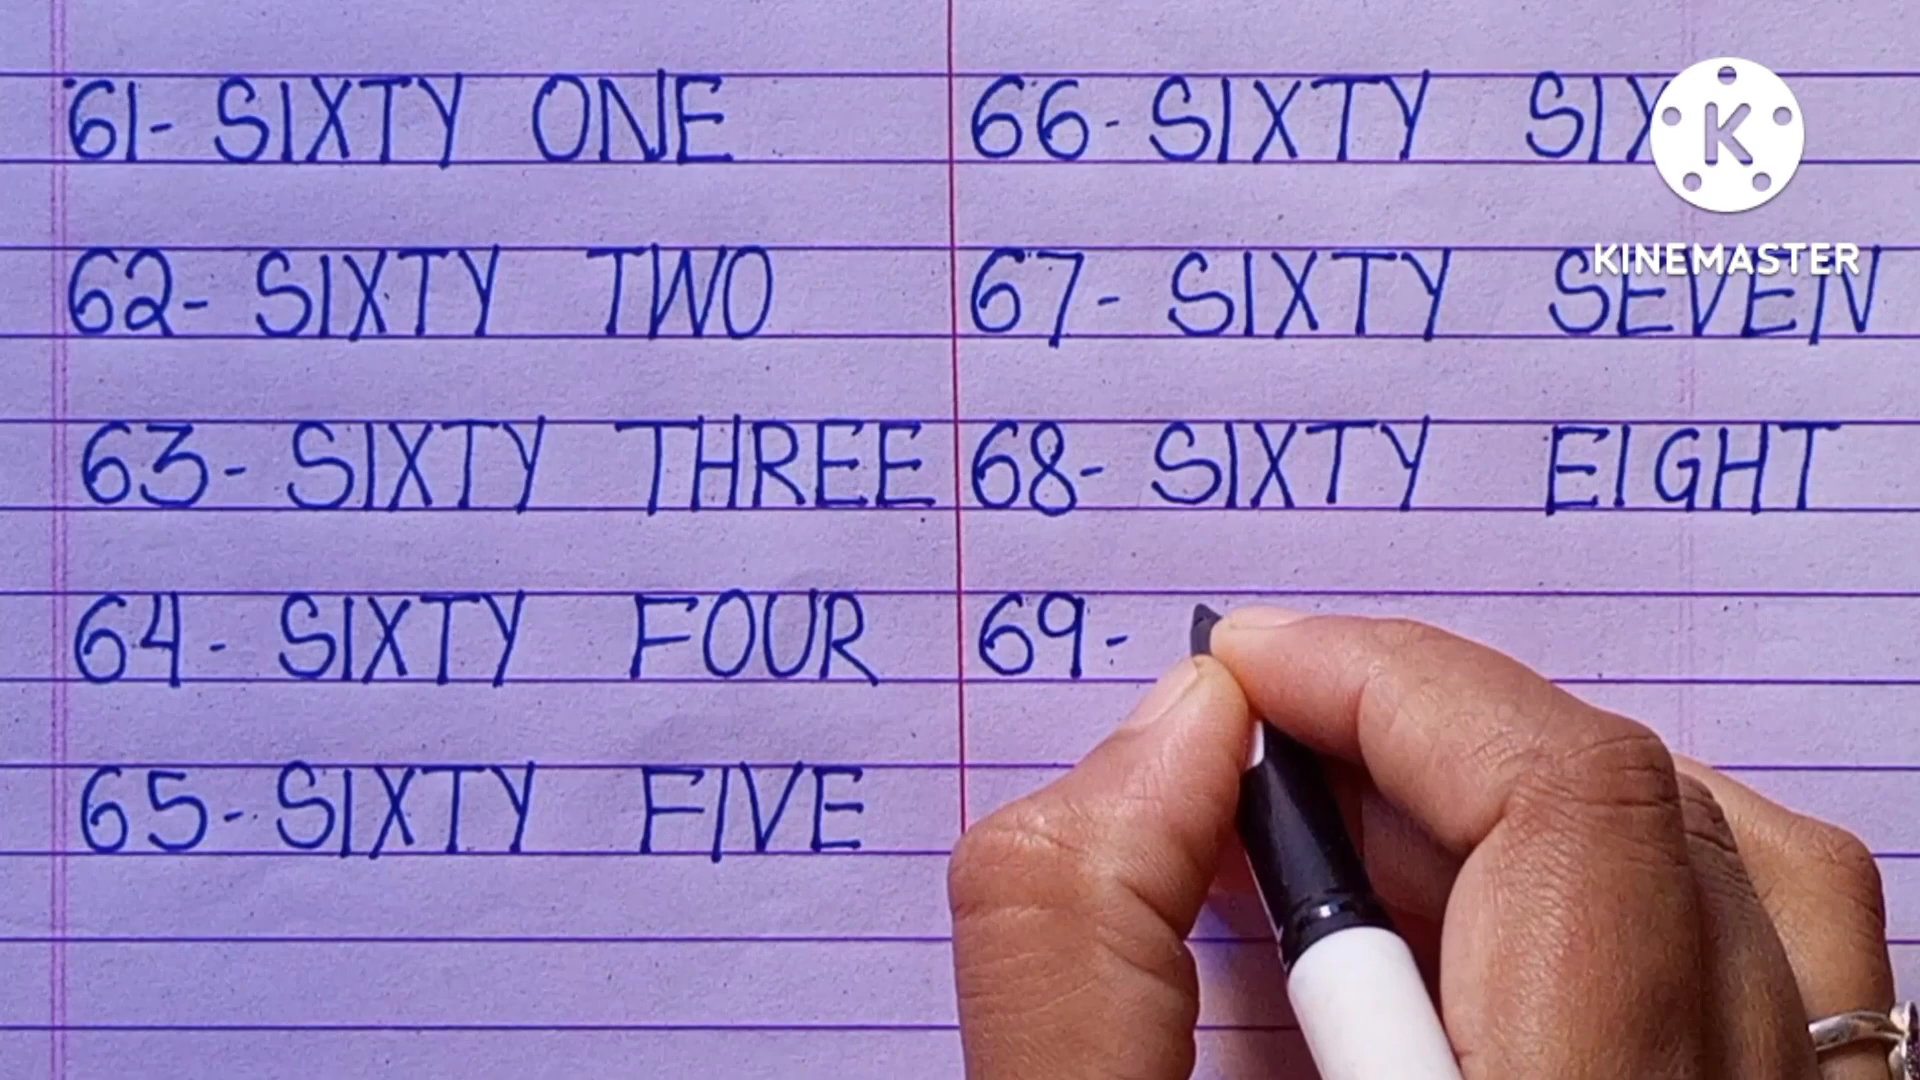 61- SIXTY ONE
62- SIXTY TWO
63- SIXTY THREE
64- SIXTY FOUR
65- SIXTY FIVE
66- SIXTY SIX
67- SIXTY SEVEN
68- SIXTY EIGHT
69-
K
KINEMASTER